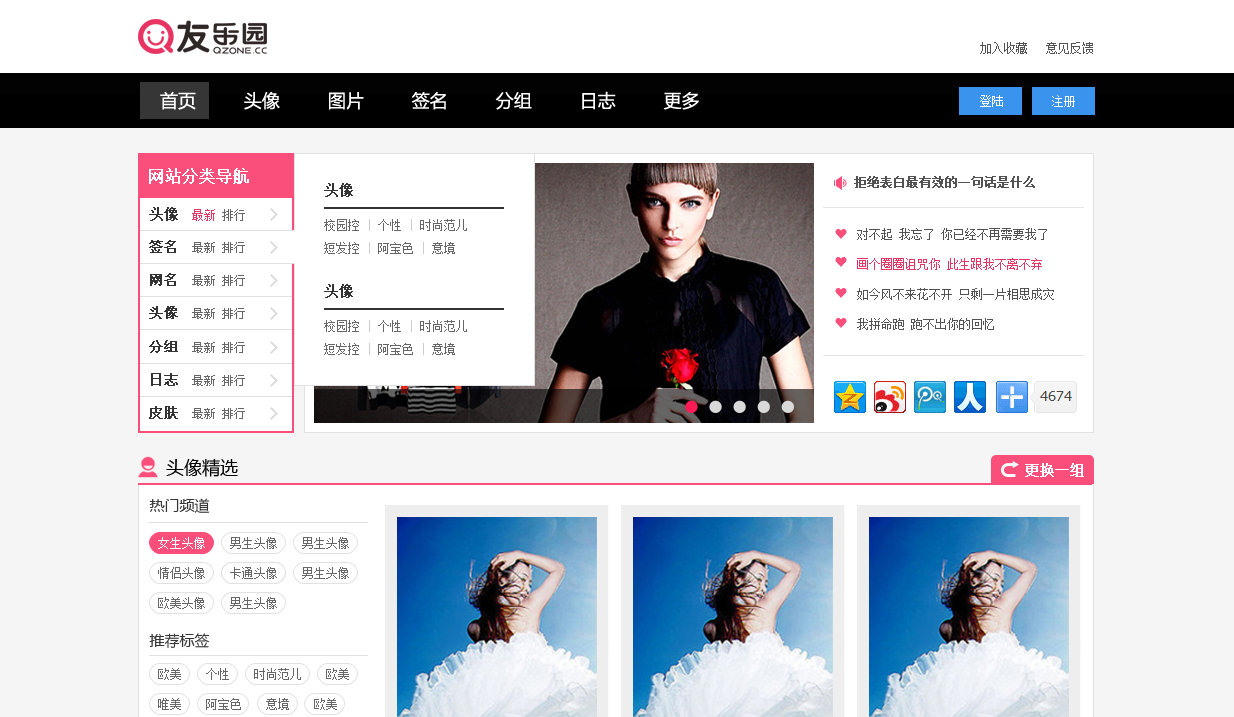 友乐园
QZONE.CC
加入收藏 意见反馈
首页 头像 图片 签名 分组 日志 更多 登陆 注册
网站分类导航
头像 最新 排行
签名 最新 排行
网名 最新 排行
头像 最新 排行
分组 最新 排行
日志 最新 排行
皮肤 最新 排行
头像
校园控 个性 时尚范儿
短发控 阿宝色 意境
头像
校园控 个性 时尚范儿
短发控 阿宝色 意境
拒绝表白最有效的一句话是什么
对不起 我忘了 你已经不再需要我了
画个圈圈诅咒你 此生跟我不离不弃
如今风不来花不开 只剩一片相思成灾
我拼命跑 跑不出你的回忆
4674
头像精选 更换一组
热门频道
女生头像 男生头像 男生头像
情侣头像 卡通头像 男生头像
欧美头像 男生头像
推荐标签
欧美 个性 时尚范儿 欧美
唯美 阿宝色 意境 欧美